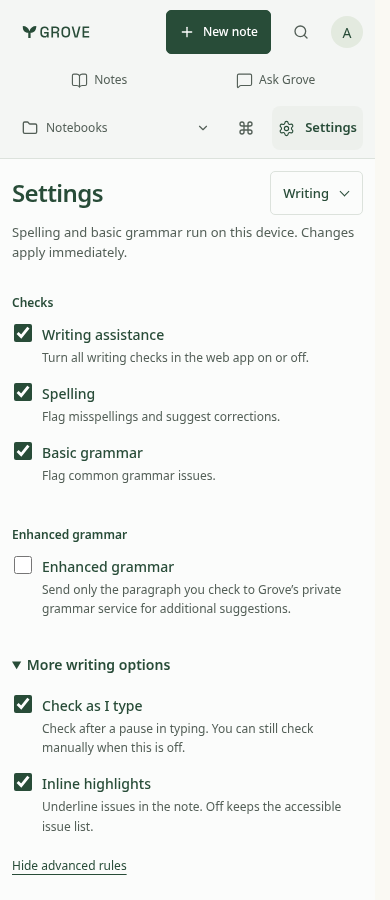 GROVE
New note
A
Notes
Ask Grove
Notebooks
Settings
Settings
Writing
Spelling and basic grammar run on this device. Changes
apply immediately.
Checks
Writing assistance
Turn all writing checks in the web app on or off.
Spelling
Flag misspellings and suggest corrections.
Basic grammar
Flag common grammar issues.
Enhanced grammar
Enhanced grammar
Send only the paragraph you check to Grove’s private
grammar service for additional suggestions.
More writing options
Check as I type
Check after a pause in typing. You can still check
manually when this is off.
Inline highlights
Underline issues in the note. Off keeps the accessible
issue list.
Hide advanced rules